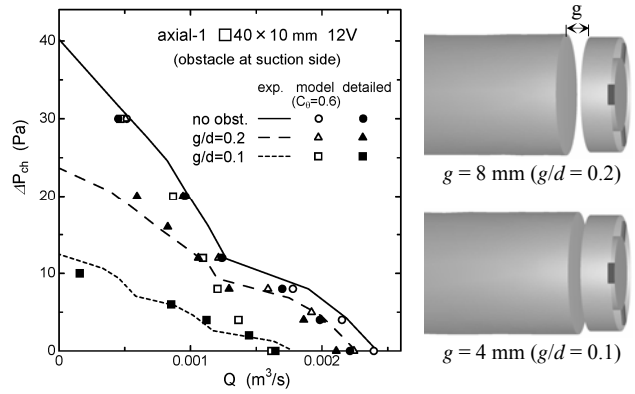 axial-1 □40×10 mm 12V
(obstacle at suction side)
exp. model detailed
(Cθ=0.6)
no obst.
g/d=0.2
g/d=0.1
40
30
20
10
0
ΔPch (Pa)
0 0.001 0.002
Q (m³/s)
g
g = 8 mm (g/d = 0.2)
g = 4 mm (g/d = 0.1)